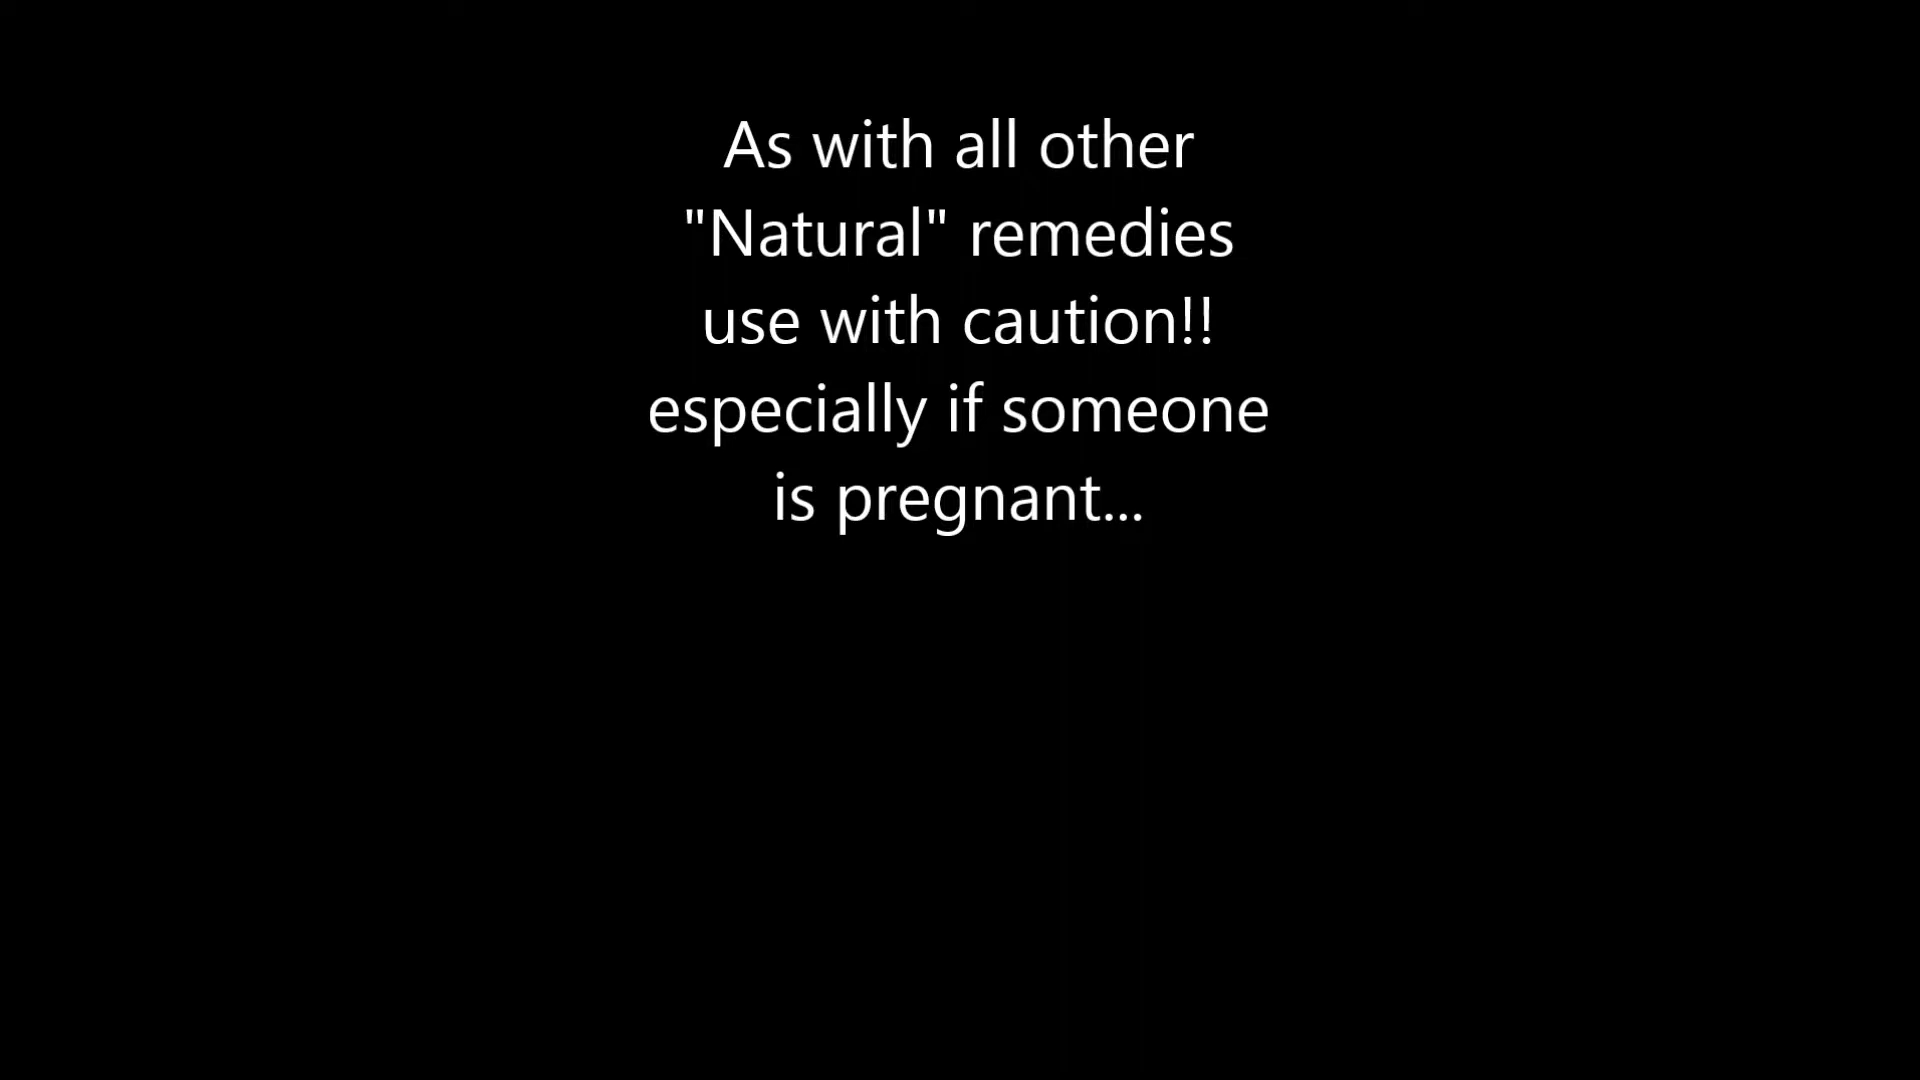 As with all other
"Natural" remedies
use with caution!!
especially if someone
is pregnant...